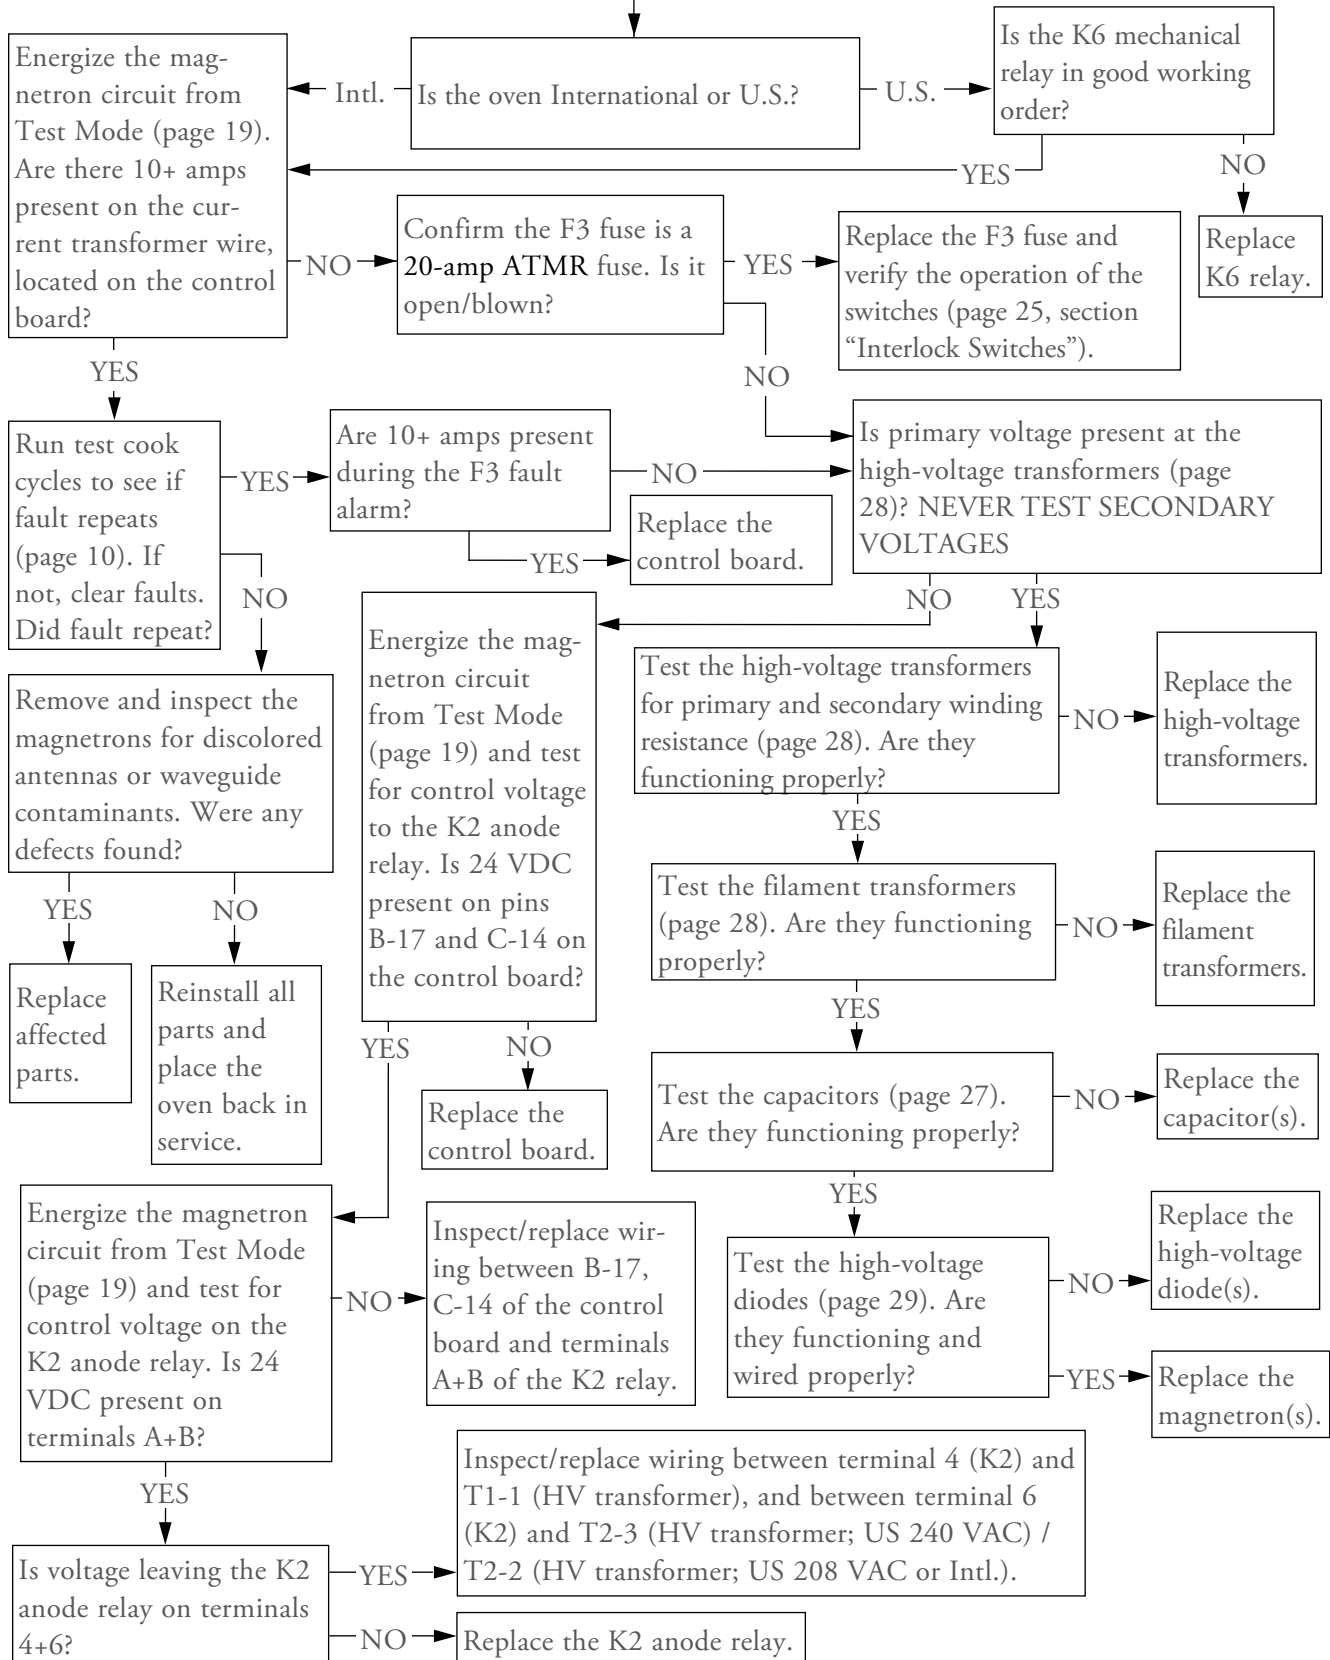 Is the oven International or U.S.?
Intl.
U.S.
Energize the mag-
netron circuit from
Test Mode (page 19).
Are there 10+ amps
present on the cur-
rent transformer wire,
located on the control
board?
Is the K6 mechanical
relay in good working
order?
YES
NO
Replace
K6 relay.
NO
Confirm the F3 fuse is a
20-amp ATMR fuse. Is it
open/blown?
YES
Replace the F3 fuse and
verify the operation of the
switches (page 25, section
“Interlock Switches”).
NO
YES
Run test cook
cycles to see if
fault repeats
(page 10). If
not, clear faults.
Did fault repeat?
YES
Are 10+ amps present
during the F3 fault
alarm?
NO
YES
Replace the
control board.
Is primary voltage present at the
high-voltage transformers (page
28)? NEVER TEST SECONDARY
VOLTAGES
NO
YES
NO
Remove and inspect the
magnetrons for discolored
antennas or waveguide
contaminants. Were any
defects found?
YES
NO
Replace
affected
parts.
Reinstall all
parts and
place the
oven back in
service.
Energize the mag-
netron circuit
from Test Mode
(page 19) and test
for control voltage
to the K2 anode
relay. Is 24 VDC
present on pins
B-17 and C-14 on
the control board?
YES
NO
Replace the
control board.
Test the high-voltage transformers
for primary and secondary winding
resistance (page 28). Are they
functioning properly?
NO
Replace the
high-voltage
transformers.
YES
Test the filament transformers
(page 28). Are they functioning
properly?
NO
Replace the
filament
transformers.
YES
Test the capacitors (page 27).
Are they functioning properly?
NO
Replace the
capacitor(s).
YES
Test the high-voltage
diodes (page 29). Are
they functioning and
wired properly?
NO
Replace the
high-voltage
diode(s).
YES
Replace the
magnetron(s).
Energize the magnetron
circuit from Test Mode
(page 19) and test for
control voltage on the
K2 anode relay. Is 24
VDC present on
terminals A+B?
NO
Inspect/replace wir-
ing between B-17,
C-14 of the control
board and terminals
A+B of the K2 relay.
YES
Is voltage leaving the K2
anode relay on terminals
4+6?
YES
Inspect/replace wiring between terminal 4 (K2) and
T1-1 (HV transformer), and between terminal 6
(K2) and T2-3 (HV transformer; US 240 VAC) /
T2-2 (HV transformer; US 208 VAC or Intl.).
NO
Replace the K2 anode relay.